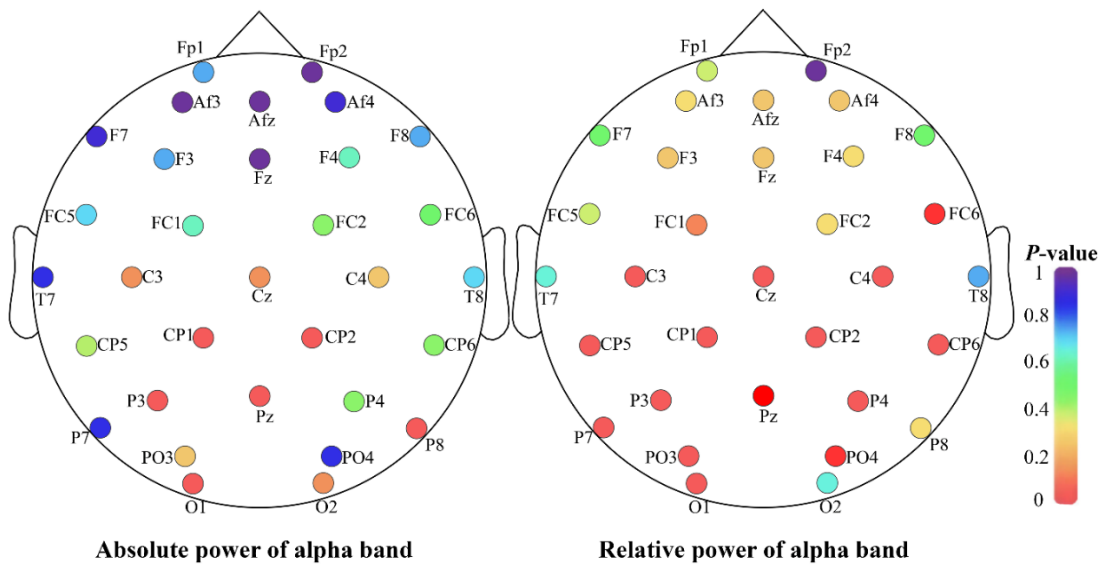 Fp1 Fp2 Fp1 Fp2
Af3 Afz Af4 Af3 Afz Af4
F7 F3 Fz F4 F8 F7 F3 Fz F4 F8
FC5 FC1 FC2 FC6 FC5 FC1 FC2 FC6
T7 C3 Cz C4 T8 T7 C3 Cz C4 T8
CP5 CP1 CP2 CP6 CP5 CP1 CP2 CP6
P7 P3 Pz P4 P8 P7 P3 Pz P4 P8
PO3 PO4 PO3 PO4
O1 O2 O1 O2
P-value
1
0.8
0.6
0.4
0.2
0
Absolute power of alpha band
Relative power of alpha band